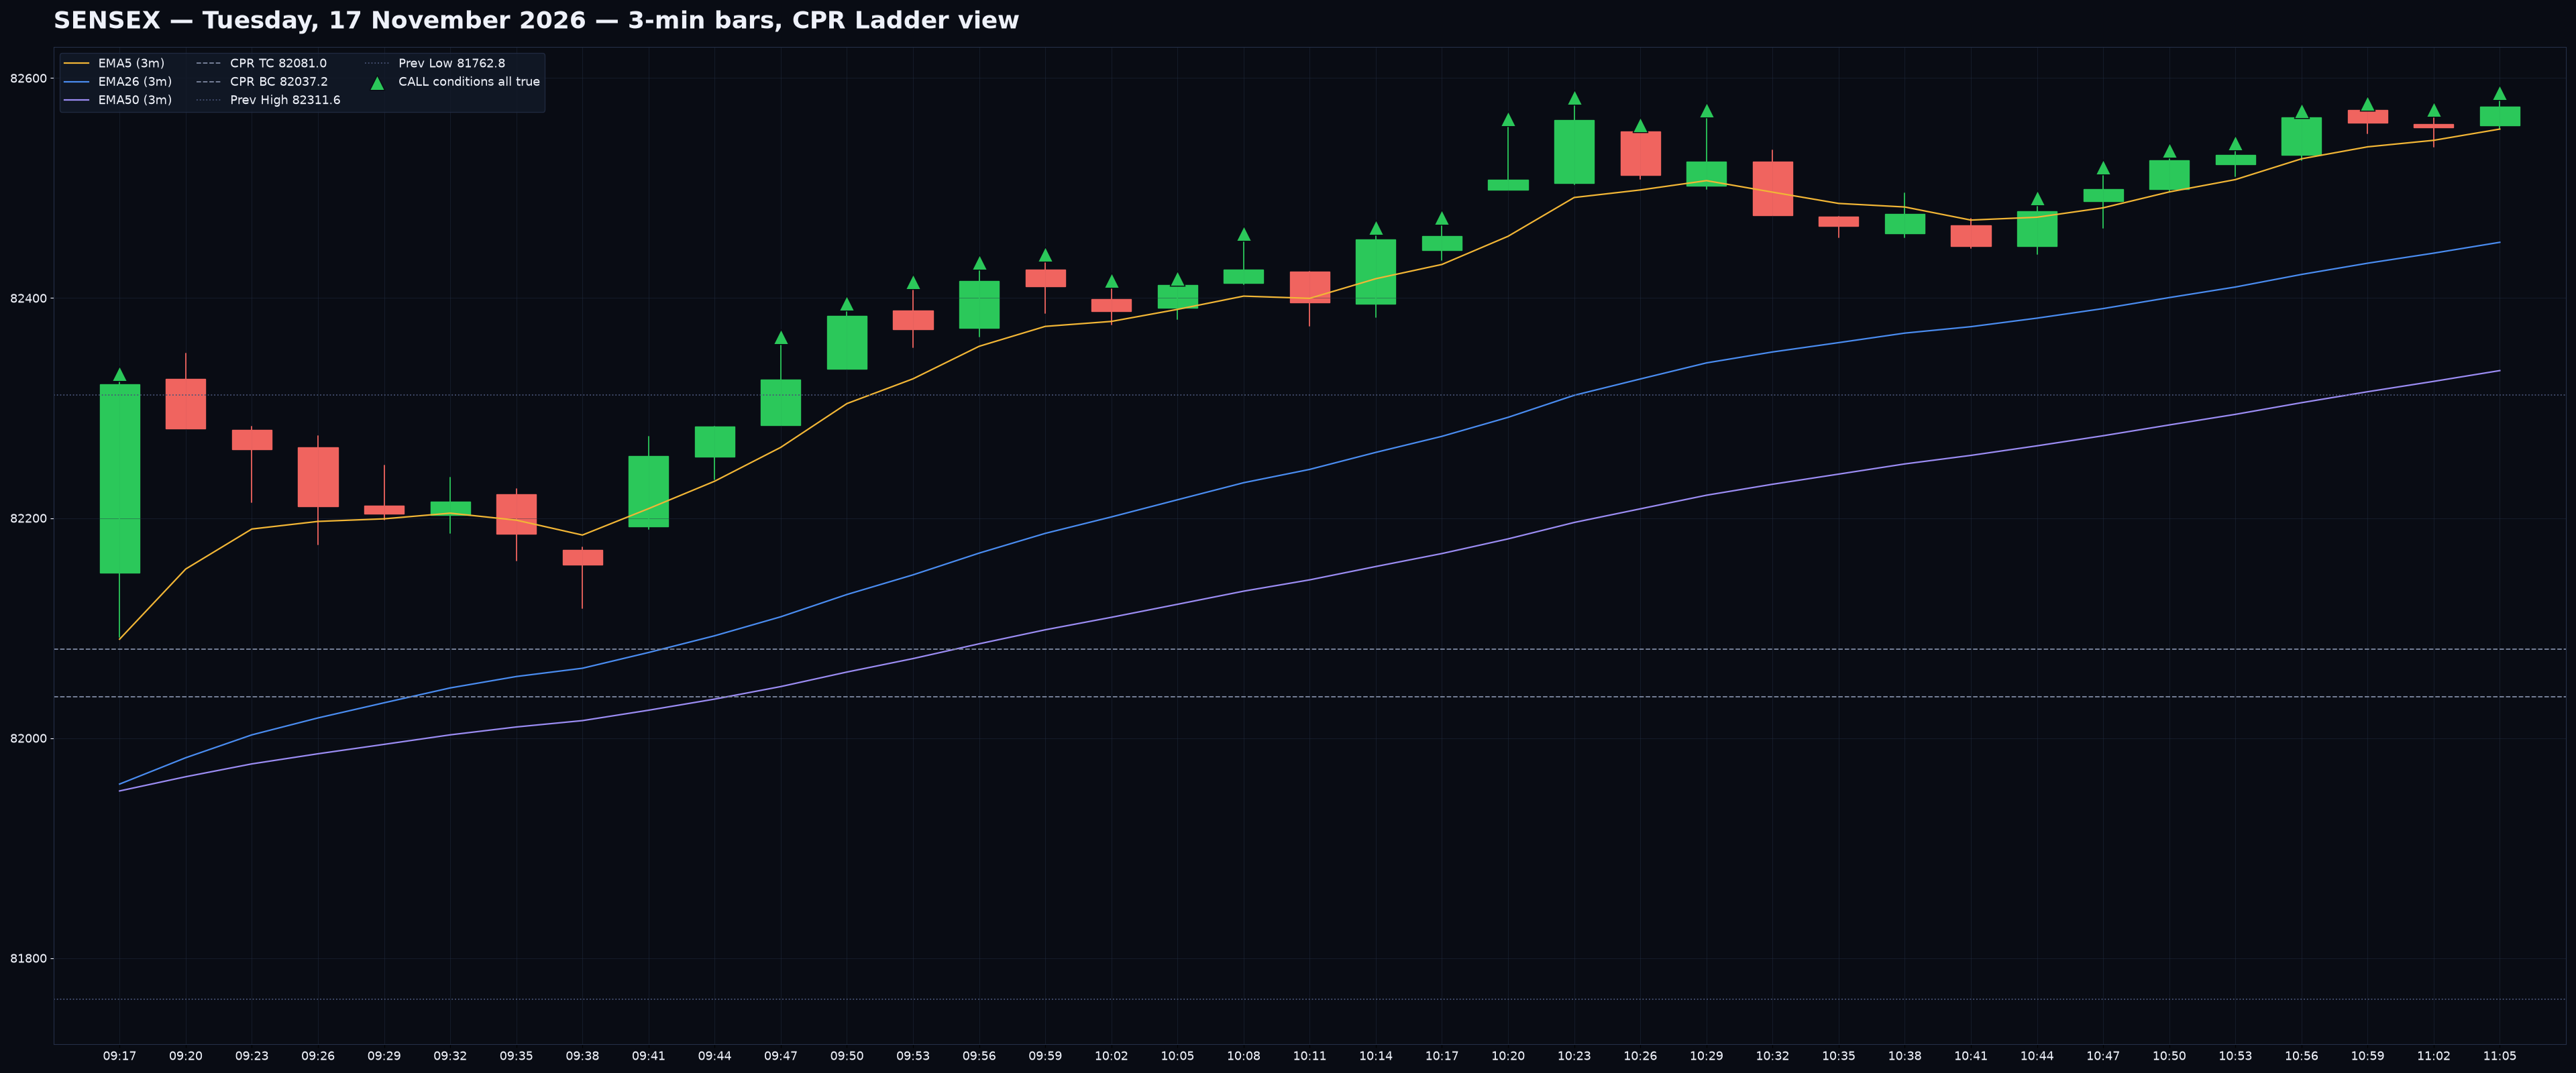 SENSEX — Tuesday, 17 November 2026 — 3-min bars, CPR Ladder view
EMA5 (3m)
EMA26 (3m)
EMA50 (3m)
CPR TC 82081.0
CPR BC 82037.2
Prev High 82311.6
Prev Low 81762.8
CALL conditions all true
82600
82400
82200
82000
81800
09:17 09:20 09:23 09:26 09:29 09:32 09:35 09:38 09:41 09:44 09:47 09:50 09:53 09:56 09:59 10:02 10:05 10:08 10:11 10:14 10:17 10:20 10:23 10:26 10:29 10:32 10:35 10:38 10:41 10:44 10:47 10:50 10:53 10:56 10:59 11:02 11:05